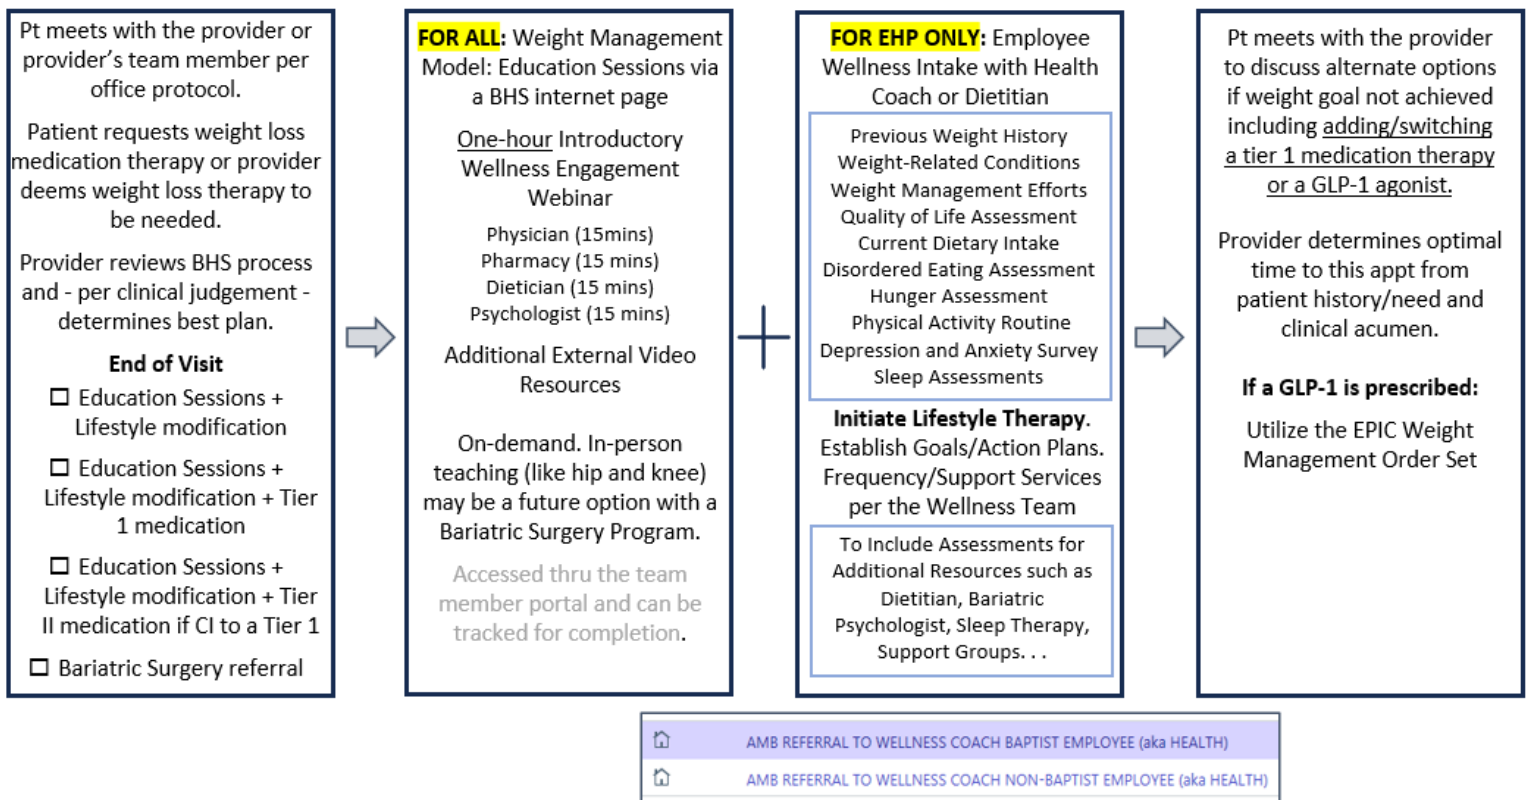 Pt meets with the provider or
provider's team member per
office protocol.
Patient requests weight loss
medication therapy or provider
deems weight loss therapy to
be needed.
Provider reviews BHS process
and - per clinical judgement -
determines best plan.
End of Visit
☐ Education Sessions +
Lifestyle modification
☐ Education Sessions +
Lifestyle modification + Tier
1 medication
☐ Education Sessions +
Lifestyle modification + Tier
II medication if CI to a Tier 1
☐ Bariatric Surgery referral
FOR ALL: Weight Management
Model: Education Sessions via
a BHS internet page
One-hour Introductory
Wellness Engagement
Webinar
Physician (15mins)
Pharmacy (15 mins)
Dietician (15 mins)
Psychologist (15 mins)
Additional External Video
Resources
On-demand. In-person
teaching (like hip and knee)
may be a future option with a
Bariatric Surgery Program.
Accessed thru the team
member portal and can be
tracked for completion.
FOR EHP ONLY: Employee
Wellness Intake with Health
Coach or Dietitian
Previous Weight History
Weight-Related Conditions
Weight Management Efforts
Quality of Life Assessment
Current Dietary Intake
Disordered Eating Assessment
Hunger Assessment
Physical Activity Routine
Depression and Anxiety Survey
Sleep Assessments
Initiate Lifestyle Therapy.
Establish Goals/Action Plans.
Frequency/Support Services
per the Wellness Team
To Include Assessments for
Additional Resources such as
Dietitian, Bariatric
Psychologist, Sleep Therapy,
Support Groups. . .
Pt meets with the provider
to discuss alternate options
if weight goal not achieved
including adding/switching
a tier 1 medication therapy
or a GLP-1 agonist.
Provider determines optimal
time to this appt from
patient history/need and
clinical acumen.
If a GLP-1 is prescribed:
Utilize the EPIC Weight
Management Order Set
AMB REFERRAL TO WELLNESS COACH BAPTIST EMPLOYEE (aka HEALTH)
AMB REFERRAL TO WELLNESS COACH NON-BAPTIST EMPLOYEE (aka HEALTH)